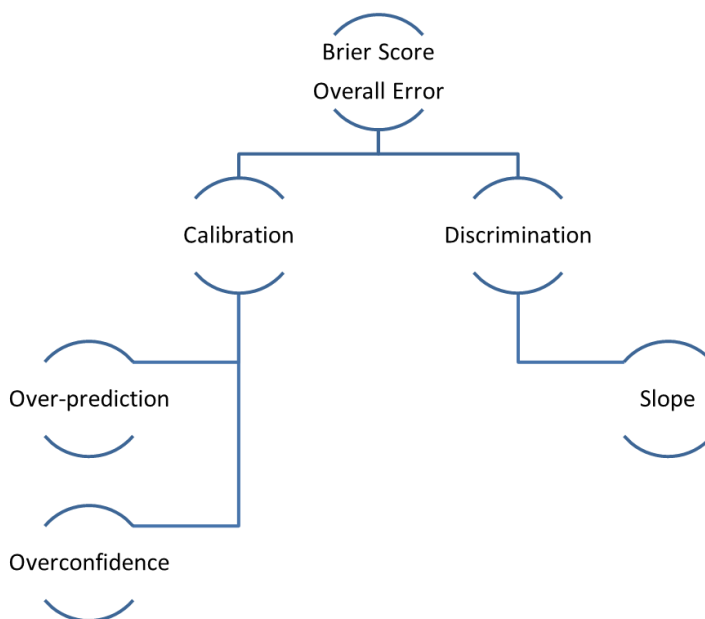 Brier Score
Overall Error
Calibration
Discrimination
Over-prediction
Slope
Overconfidence